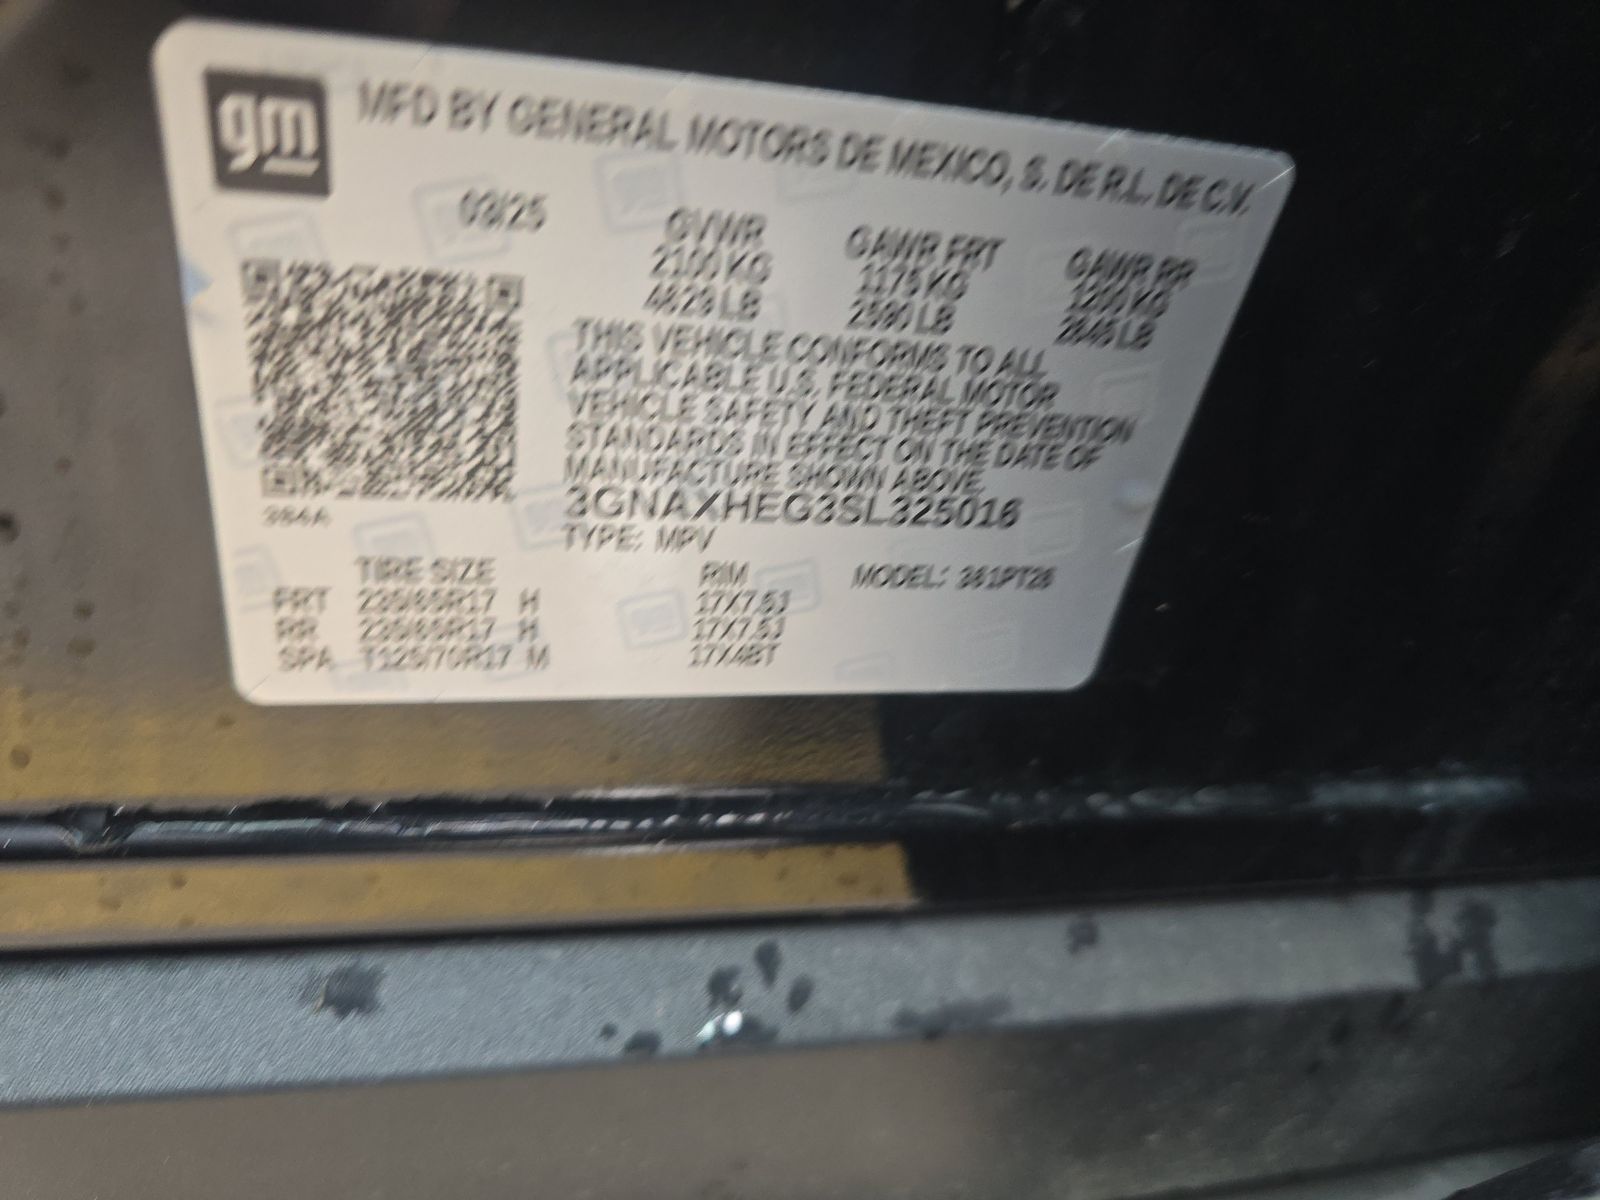 gm
MFD BY GENERAL MOTORS DE MEXICO, S. DE R.L. DE C.V.
03/25
GVWR GAWR FRT GAWR RR
2100 KG 1175 KG 1200 KG
4629 LB 2590 LB 2645 LB
THIS VEHICLE CONFORMS TO ALL
APPLICABLE U.S. FEDERAL MOTOR
VEHICLE SAFETY AND THEFT PREVENTION
STANDARDS IN EFFECT ON THE DATE OF
MANUFACTURE SHOWN ABOVE.
3GNAXHEG3SL325016
TYPE: MPV
TIRE SIZE RIM MODEL:
FRT 235/65R17 H 17X7.5J
RR 235/65R17 H 17X7.5J
SPA T125/70R17 M 17X4BT